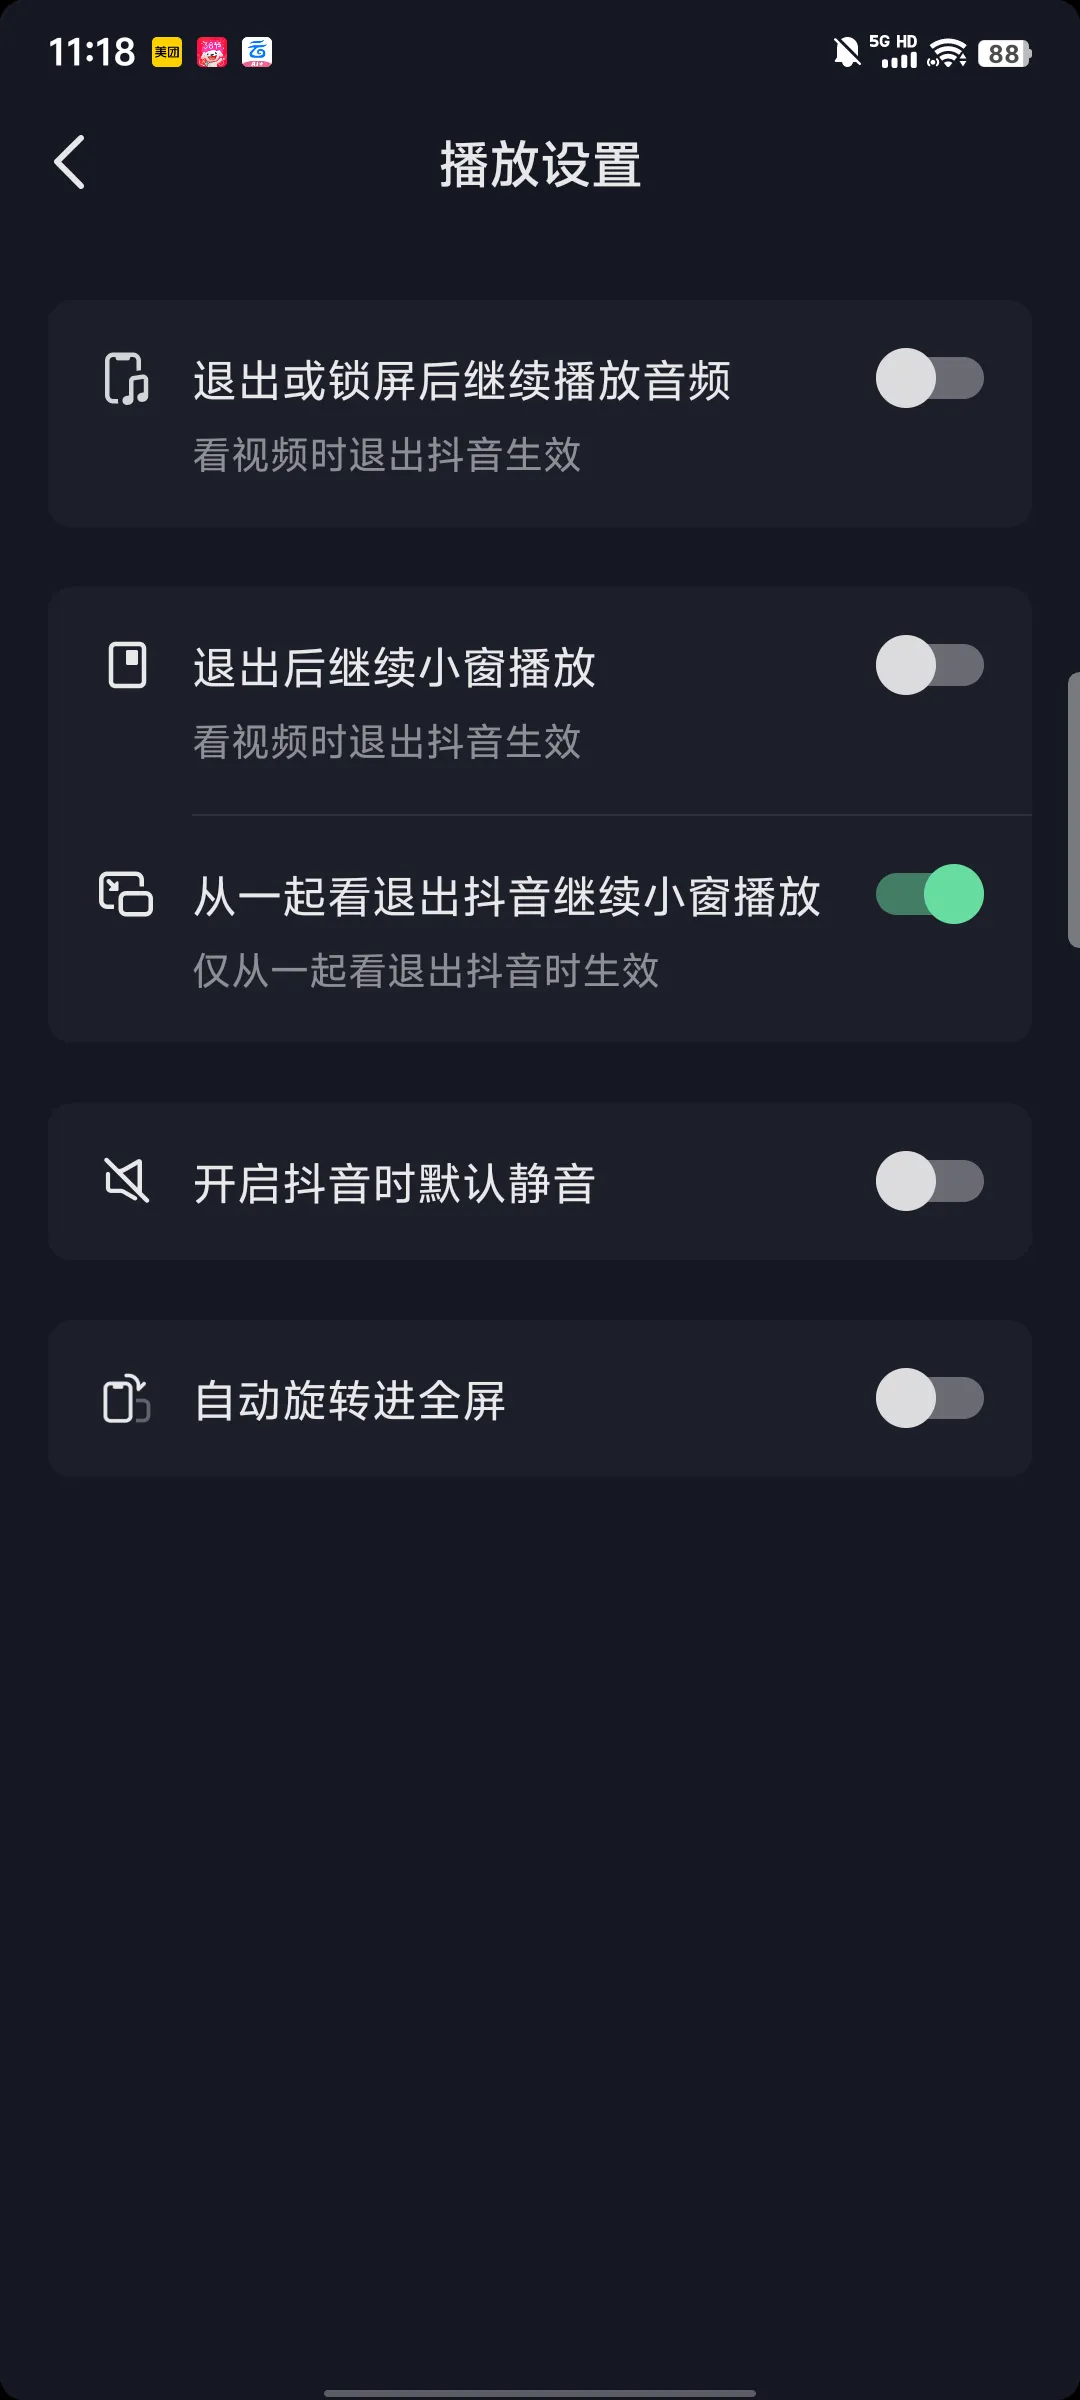 11:18 美团 5G HD 88
播放设置
退出或锁屏后继续播放音频
看视频时退出抖音生效
退出后继续小窗播放
看视频时退出抖音生效
从一起看退出抖音继续小窗播放
仅从一起看退出抖音时生效
开启抖音时默认静音
自动旋转进全屏